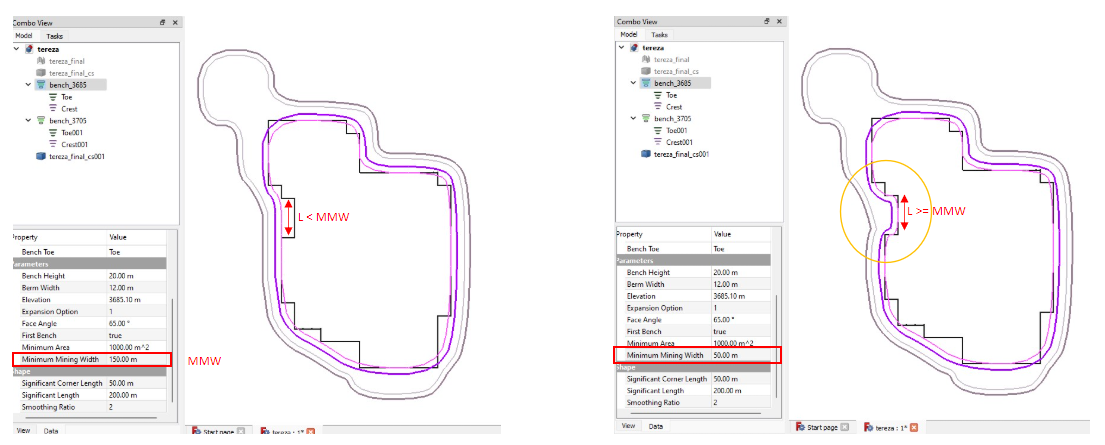 Combo View
Model Tasks
tereza
tereza_final
tereza_final_cs
bench_3685
Toe
Crest
bench_3705
Toe001
Crest001
tereza_final_cs001
Property Value
Bench Toe Toe
Parameters
Bench Height 20.00 m
Berm Width 12.00 m
Elevation 3685.10 m
Expansion Option 1
Face Angle 65.00 °
First Bench true
Minimum Area 1000.00 m^2
Minimum Mining Width 150.00 m
Shape
Significant Corner Length 50.00 m
Significant Length 200.00 m
Smoothing Ratio 2
View Data
L < MMW
MMW
Start page
tereza : 1*
Combo View
Model Tasks
tereza
tereza_final
tereza_final_cs
bench_3685
Toe
Crest
bench_3705
Toe001
Crest001
tereza_final_cs001
Property Value
Bench Toe Toe
Parameters
Bench Height 20.00 m
Berm Width 12.00 m
Elevation 3685.10 m
Expansion Option 1
Face Angle 65.00 °
First Bench true
Minimum Area 1000.00 m^2
Minimum Mining Width 50.00 m
Shape
Significant Corner Length 50.00 m
Significant Length 200.00 m
Smoothing Ratio 2
View Data
L >= MMW
Start page
tereza : 1*